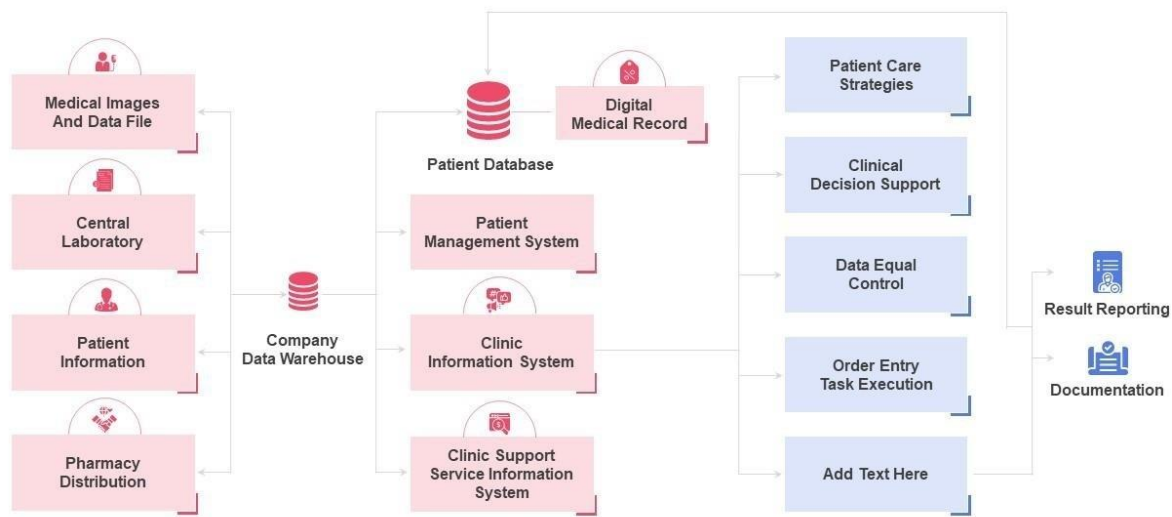 Medical Images
And Data File
Central
Laboratory
Patient
Information
Pharmacy
Distribution
Company
Data Warehouse
Patient Database
Digital
Medical Record
Patient
Management System
Clinic
Information System
Clinic Support
Service Information
System
Patient Care
Strategies
Clinical
Decision Support
Data Equal
Control
Order Entry
Task Execution
Add Text Here
Result Reporting
Documentation